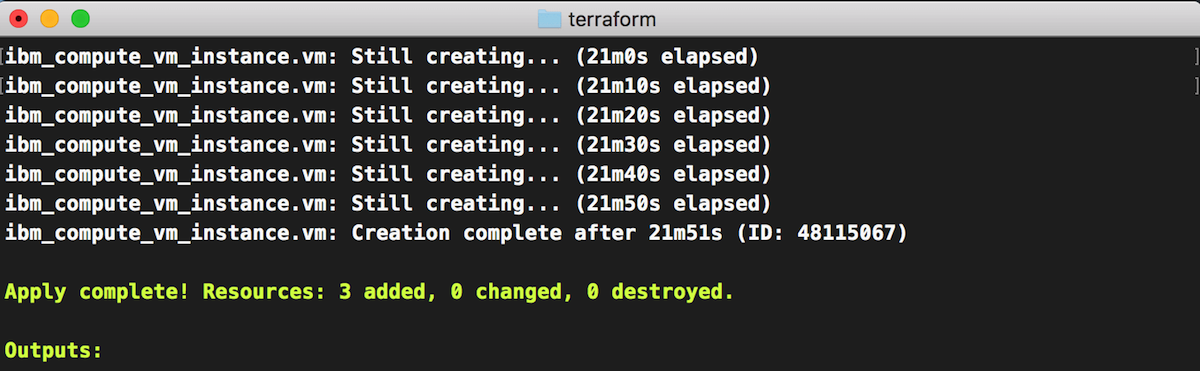 terraform
ibm_compute_vm_instance.vm: Still creating... (21m0s elapsed)
ibm_compute_vm_instance.vm: Still creating... (21m10s elapsed)
ibm_compute_vm_instance.vm: Still creating... (21m20s elapsed)
ibm_compute_vm_instance.vm: Still creating... (21m30s elapsed)
ibm_compute_vm_instance.vm: Still creating... (21m40s elapsed)
ibm_compute_vm_instance.vm: Still creating... (21m50s elapsed)
ibm_compute_vm_instance.vm: Creation complete after 21m51s (ID: 48115067)
Apply complete! Resources: 3 added, 0 changed, 0 destroyed.
Outputs: